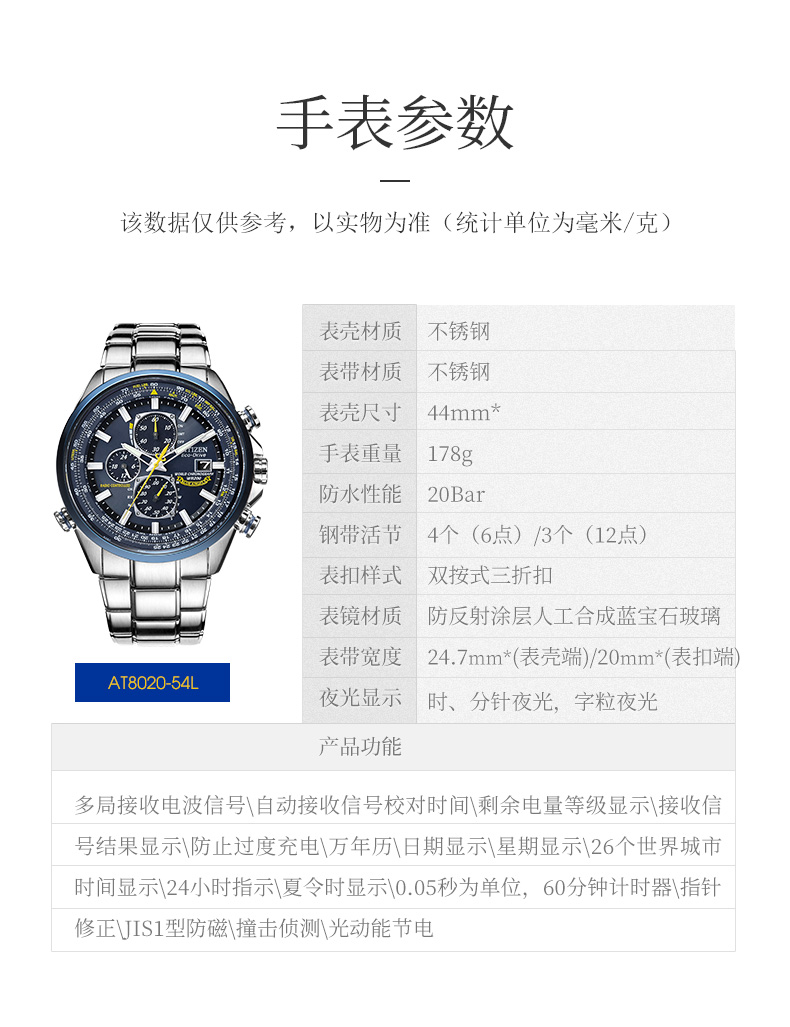 手表参数
该数据仅供参考，以实物为准（统计单位为毫米/克）
表壳材质 不锈钢
表带材质 不锈钢
表壳尺寸 44mm*
手表重量 178g
防水性能 20Bar
钢带活节 4个（6点）/3个（12点）
表扣样式 双按式三折扣
表镜材质 防反射涂层人工合成蓝宝石玻璃
表带宽度 24.7mm*(表壳端)/20mm*(表扣端)
夜光显示 时、分针夜光，字粒夜光
AT8020-54L
产品功能
多局接收电波信号\自动接收信号校对时间\剩余电量等级显示\接收信
号结果显示\防止过度充电\万年历\日期显示\星期显示\26个世界城市
时间显示\24小时指示\夏令时显示\0.05秒为单位，60分钟计时器\指针
修正\JIS1型防磁\撞击侦测\光动能节电
CITIZEN
Eco-Drive
7